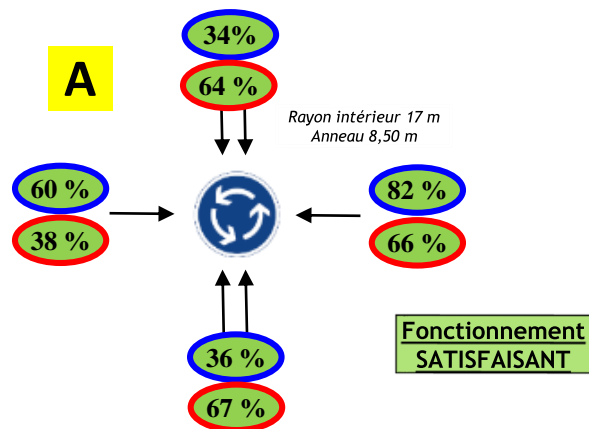 34%
A
64 %
Rayon intérieur 17 m
Anneau 8,50 m
60 %
82 %
38 %
66 %
Fonctionnement
SATISFAISANT
36 %
67 %